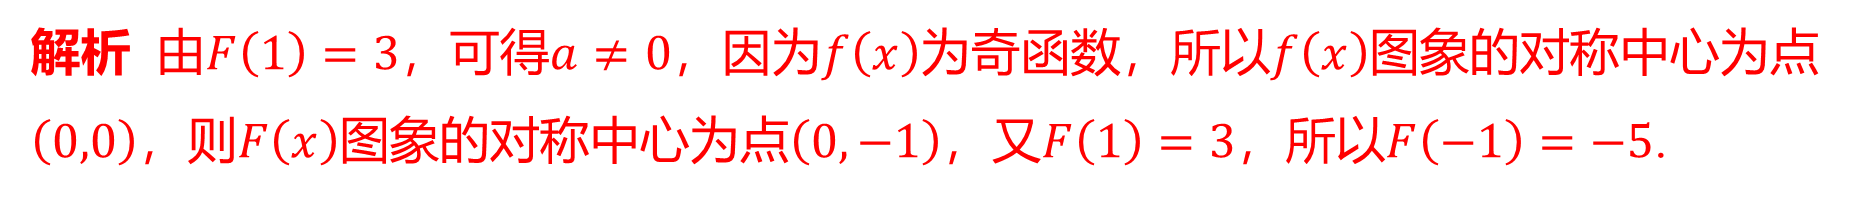 解析 由F(1) = 3，可得a ≠ 0，因为f(x)为奇函数，所以f(x)图象的对称中心为点
(0,0)，则F(x)图象的对称中心为点(0,−1)，又F(1) = 3，所以F(−1) = −5.